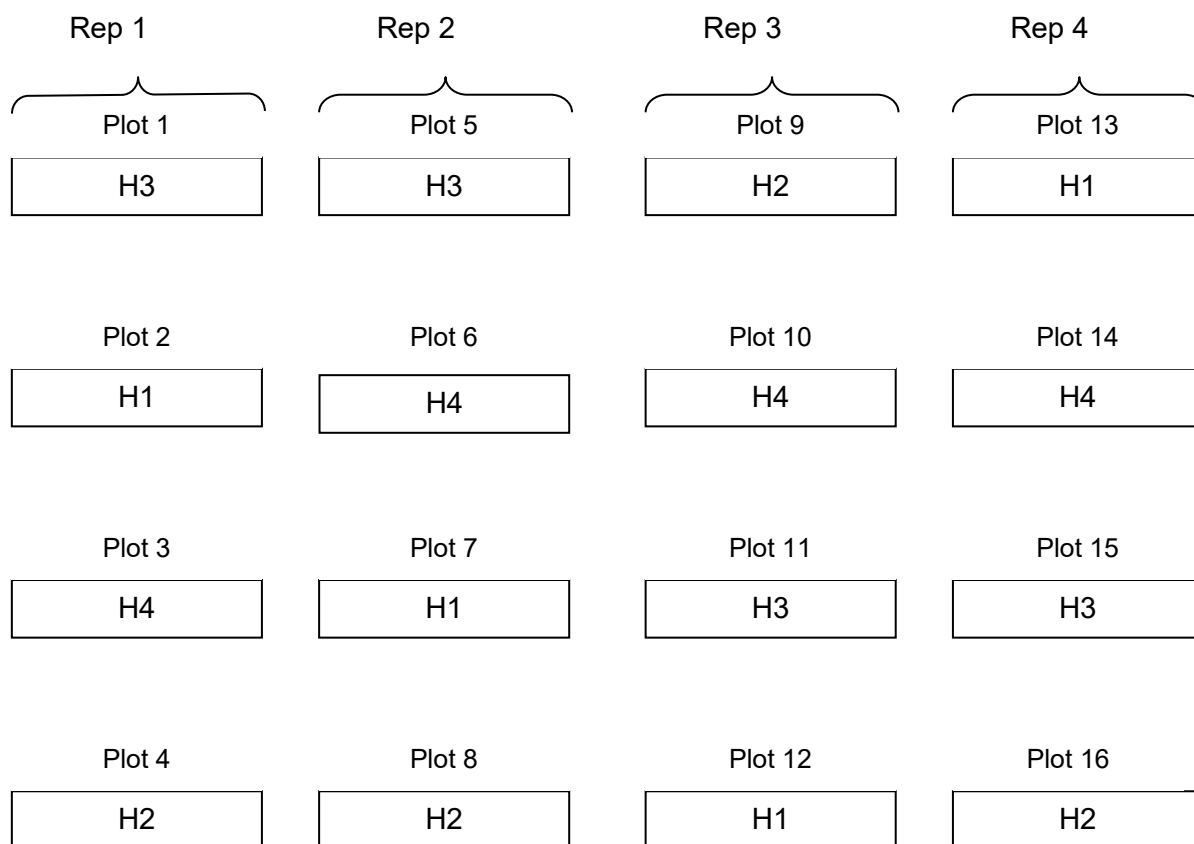 Rep 1 Rep 2 Rep 3 Rep 4
Plot 1 Plot 5 Plot 9 Plot 13
H3 H3 H2 H1
Plot 2 Plot 6 Plot 10 Plot 14
H1 H4 H4 H4
Plot 3 Plot 7 Plot 11 Plot 15
H4 H1 H3 H3
Plot 4 Plot 8 Plot 12 Plot 16
H2 H2 H1 H2